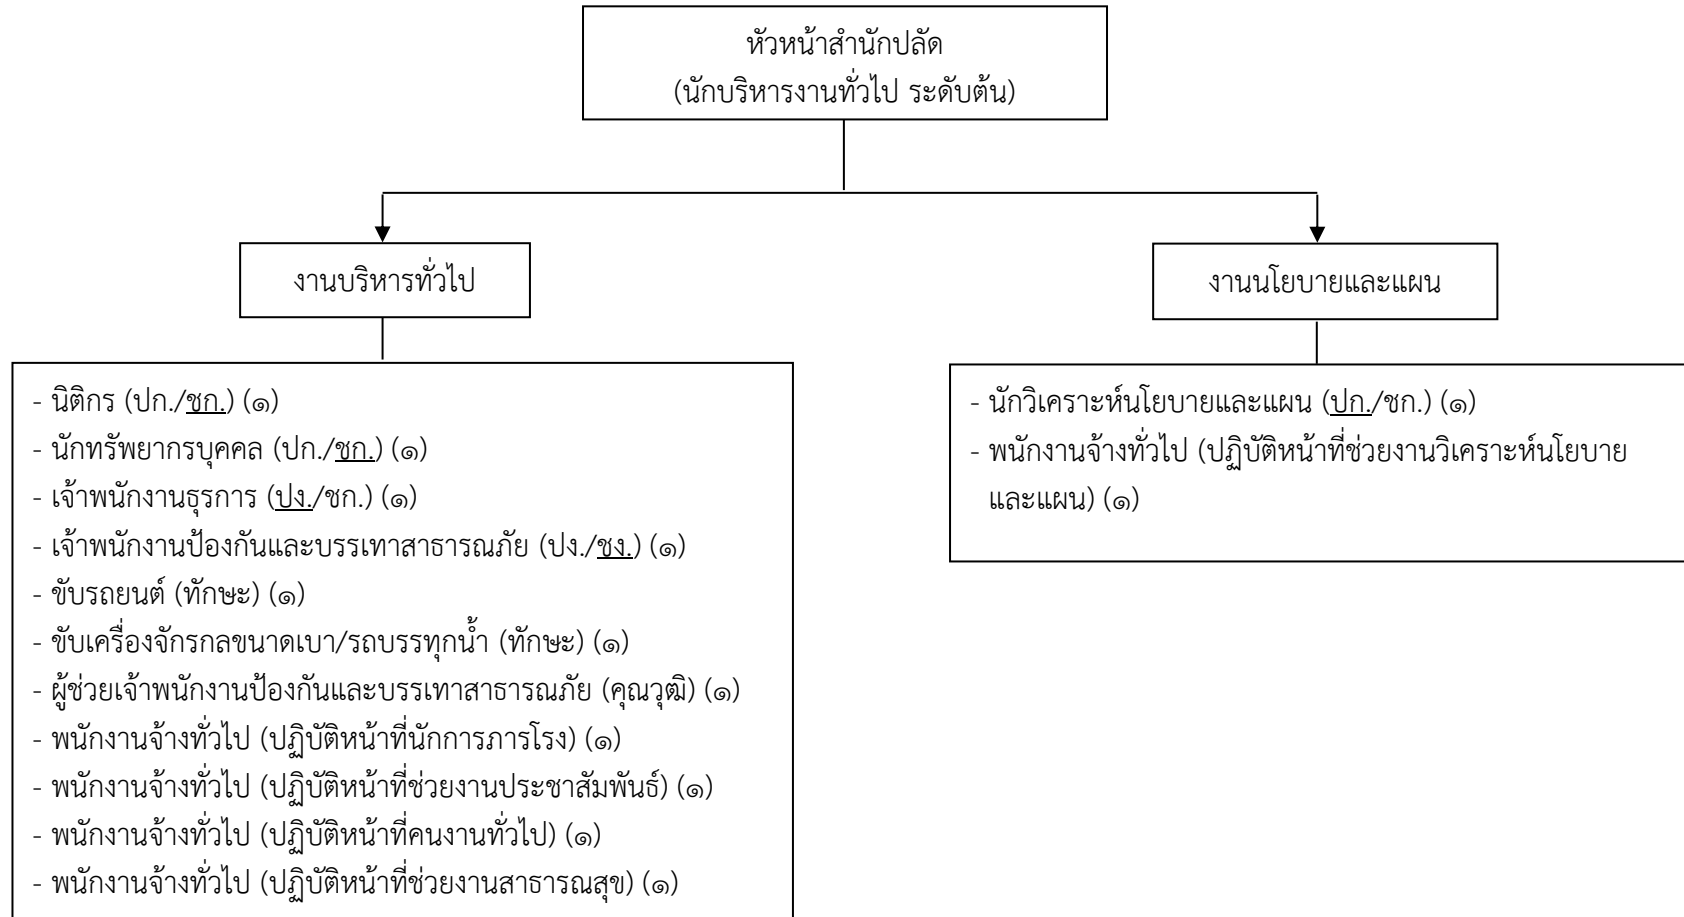 หัวหน้าสำนักปลัด
(นักบริหารงานทั่วไป ระดับต้น)
งานบริหารทั่วไป
- นิติกร (ปก./ชก.) (๑)
- นักทรัพยากรบุคคล (ปก./ชก.) (๑)
- เจ้าพนักงานธุรการ (ปง./ชก.) (๑)
- เจ้าพนักงานป้องกันและบรรเทาสาธารณภัย (ปง./ชง.) (๑)
- ขับรถยนต์ (ทักษะ) (๑)
- ขับเครื่องจักรกลขนาดเบา/รถบรรทุกน้ำ (ทักษะ) (๑)
- ผู้ช่วยเจ้าพนักงานป้องกันและบรรเทาสาธารณภัย (คุณวุฒิ) (๑)
- พนักงานจ้างทั่วไป (ปฏิบัติหน้าที่นักการภารโรง) (๑)
- พนักงานจ้างทั่วไป (ปฏิบัติหน้าที่ช่วยงานประชาสัมพันธ์) (๑)
- พนักงานจ้างทั่วไป (ปฏิบัติหน้าที่คนงานทั่วไป) (๑)
- พนักงานจ้างทั่วไป (ปฏิบัติหน้าที่ช่วยงานสาธารณสุข) (๑)
งานนโยบายและแผน
- นักวิเคราะห์นโยบายและแผน (ปก./ชก.) (๑)
- พนักงานจ้างทั่วไป (ปฏิบัติหน้าที่ช่วยงานวิเคราะห์นโยบาย
และแผน) (๑)